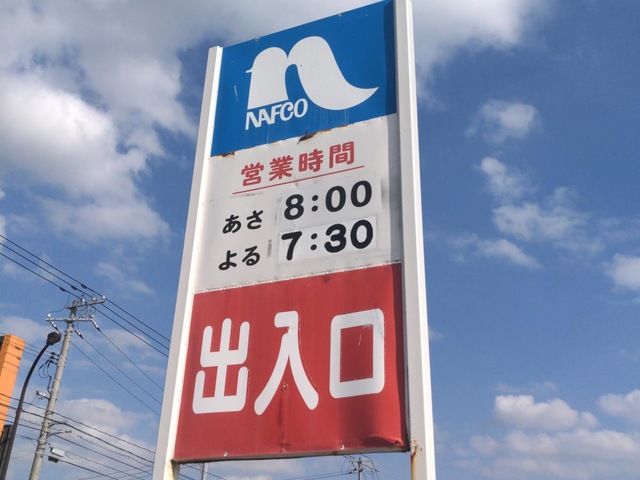 NAFCO
営業時間
あさ 8:00
よる 7:30
出入口